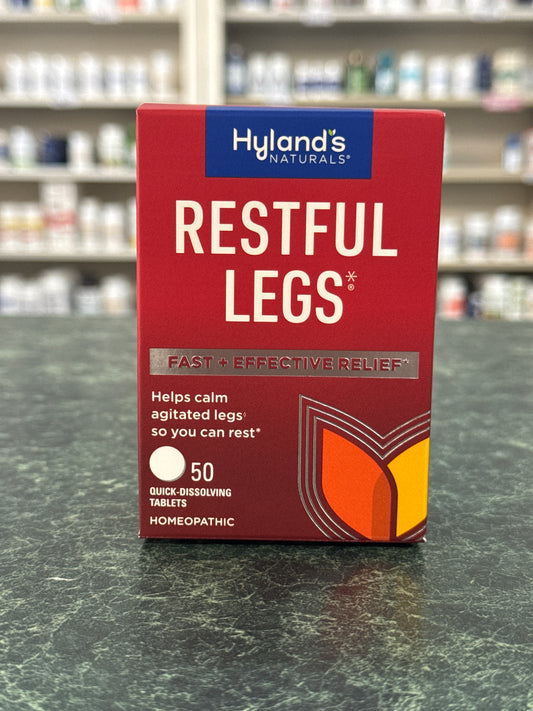 Hyland's
NATURALS®
RESTFUL
LEGS*®
FAST + EFFECTIVE RELIEF
Helps calm
agitated legs◊
so you can rest*
50
QUICK-DISSOLVING
TABLETS
HOMEOPATHIC